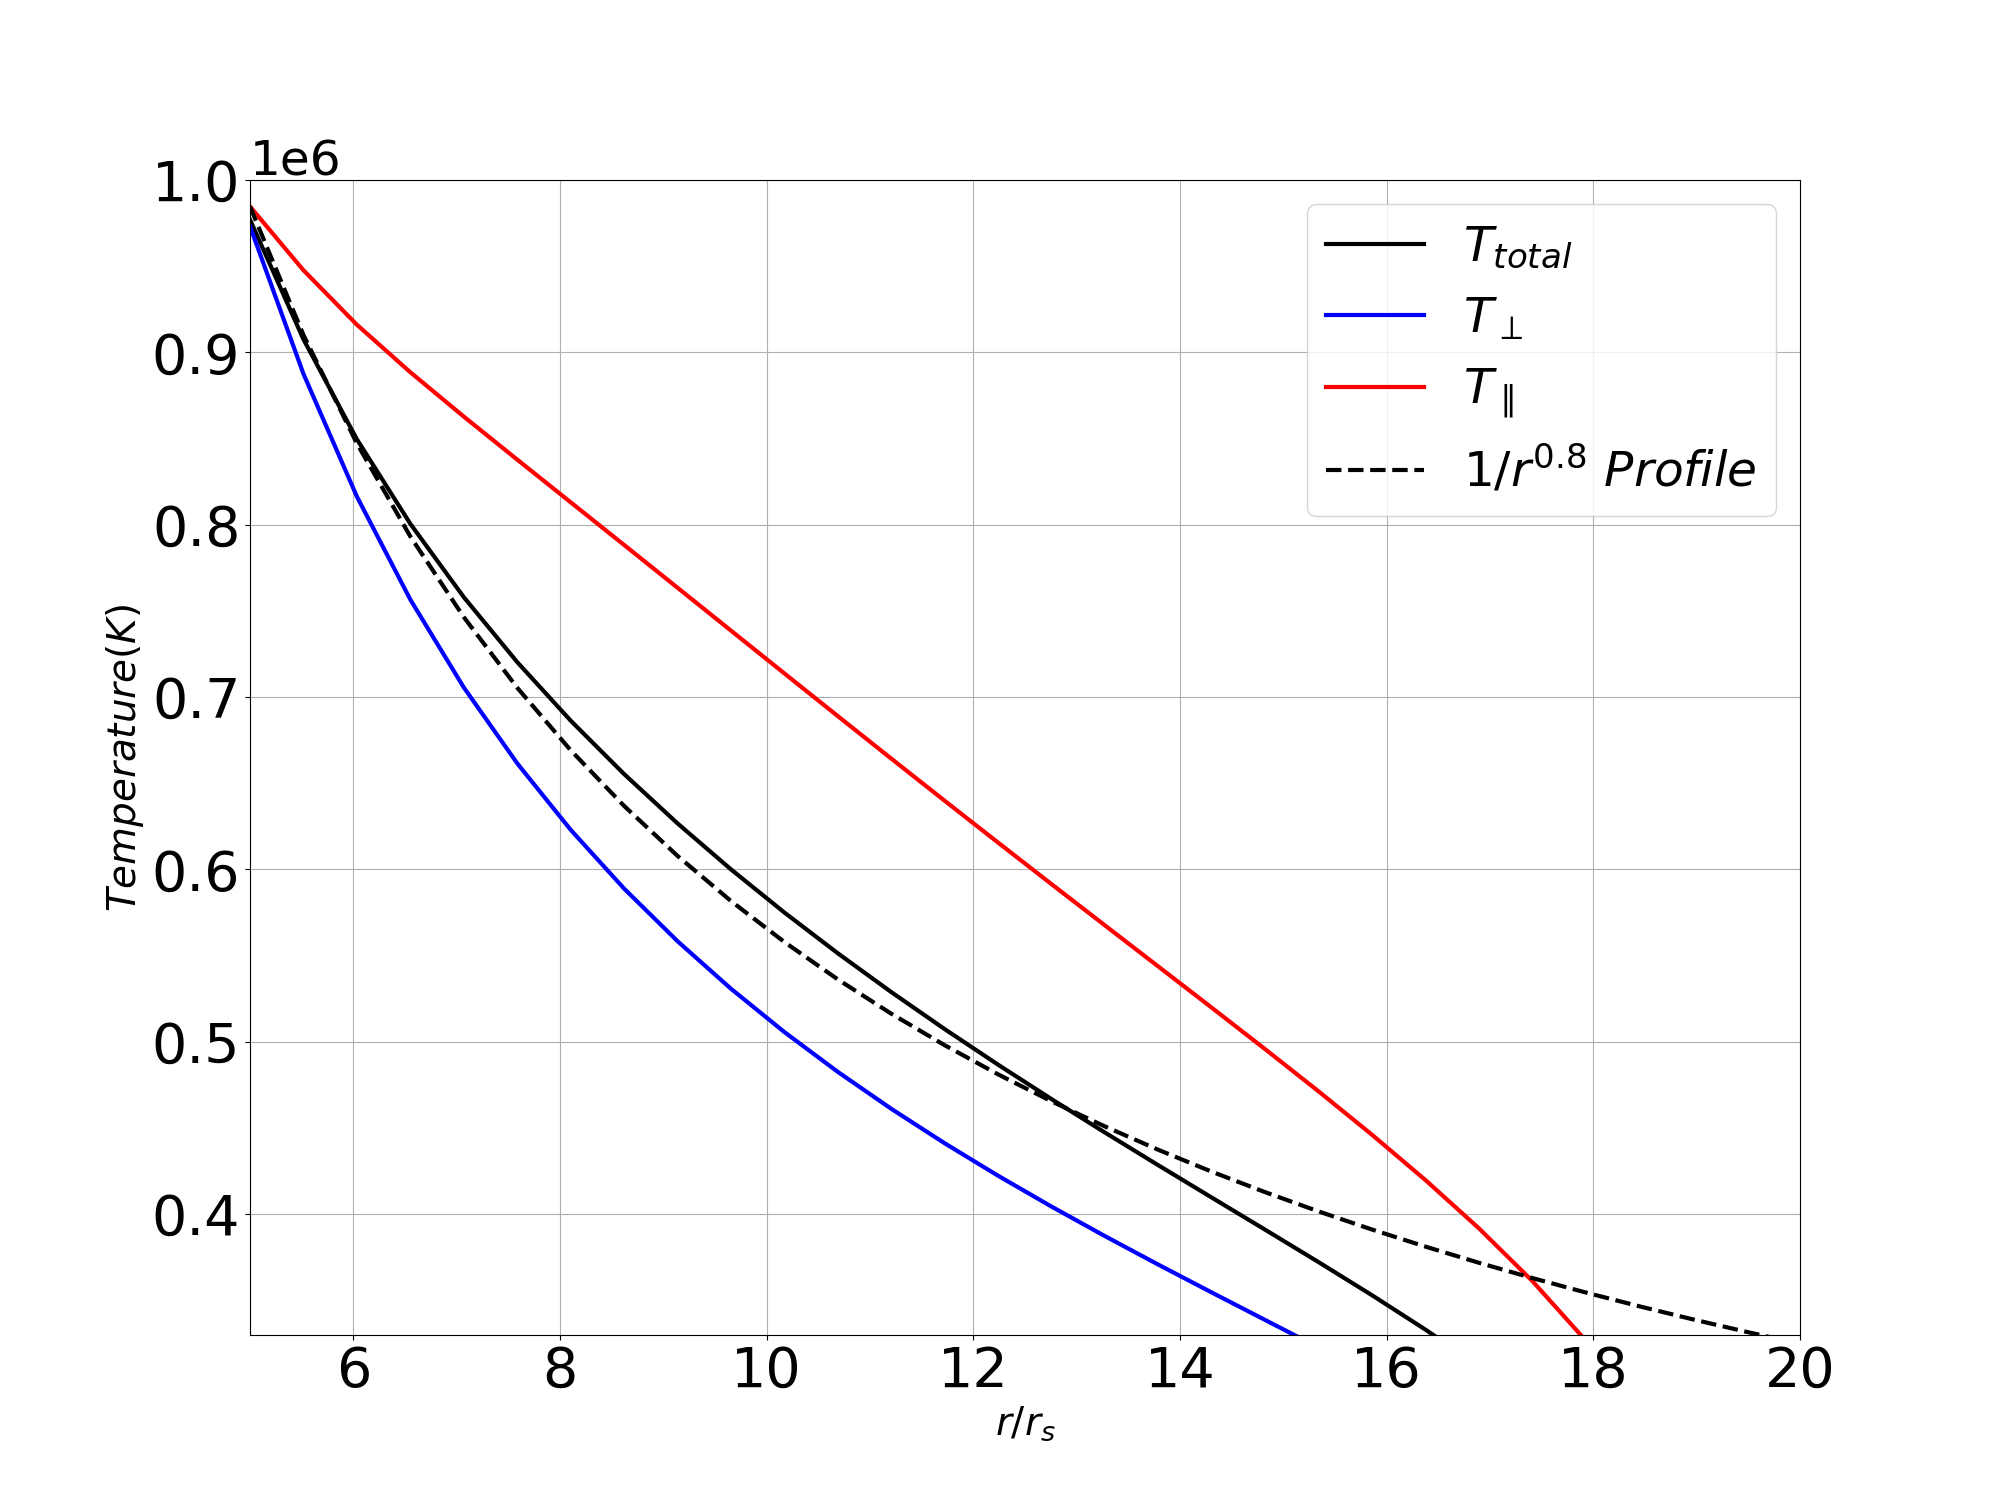 1e6
1.0
0.9
0.8
0.7
0.6
0.5
0.4
Temperature(K)
T_total
T_⊥
T_∥
1/r^0.8 Profile
6 8 10 12 14 16 18 20
r/r_s